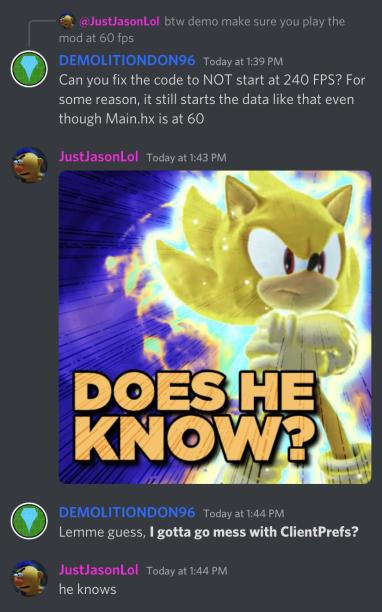 @JustJasonLol btw demo make sure you play the
mod at 60 fps
DEMOLITIONDON96 Today at 1:39 PM
Can you fix the code to NOT start at 240 FPS? For
some reason, it still starts the data like that even
though Main.hx is at 60
JustJasonLol Today at 1:43 PM
DOES HE
KNOW?
DEMOLITIONDON96 Today at 1:44 PM
Lemme guess, I gotta go mess with ClientPrefs?
JustJasonLol Today at 1:44 PM
he knows